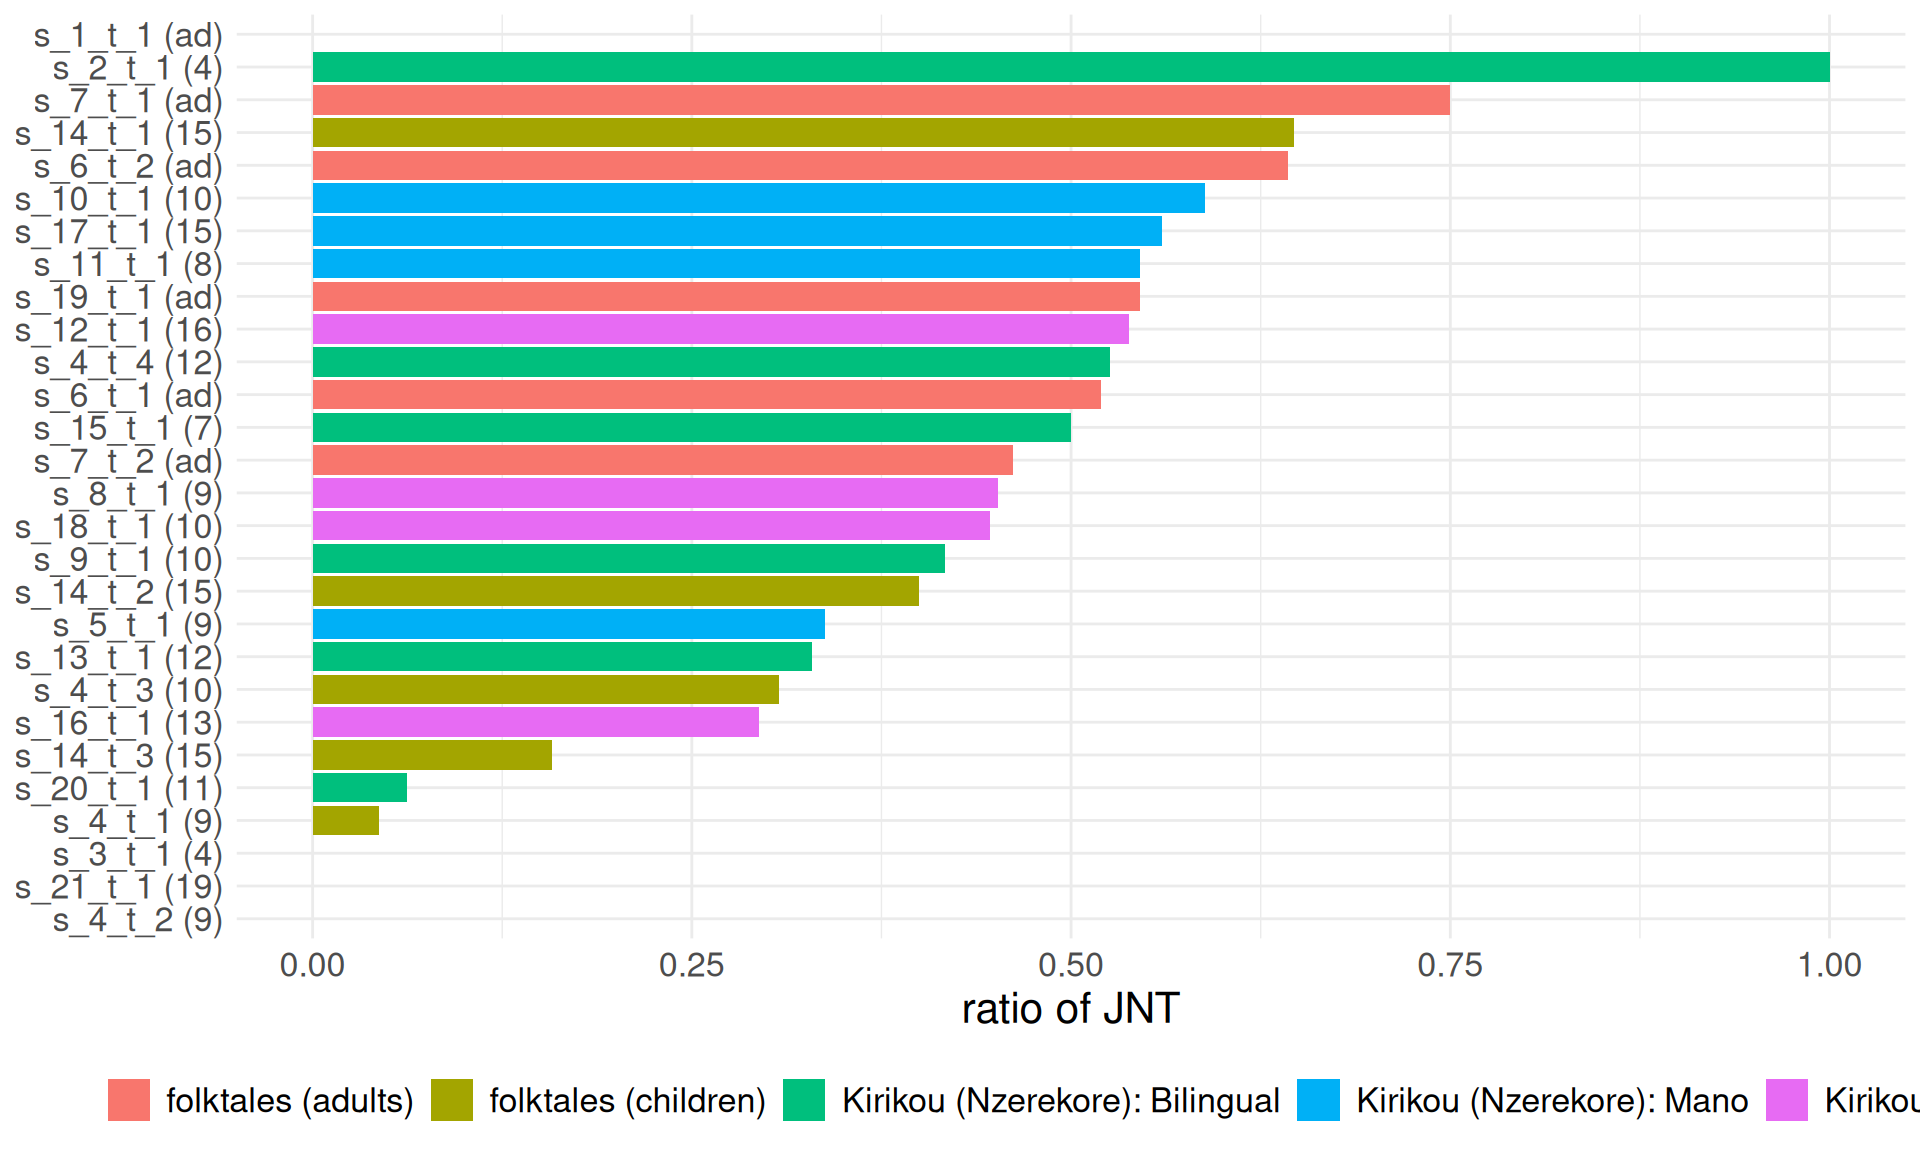 s_1_t_1 (ad)
s_2_t_1 (4)
s_7_t_1 (ad)
s_14_t_1 (15)
s_6_t_2 (ad)
s_10_t_1 (10)
s_17_t_1 (15)
s_11_t_1 (8)
s_19_t_1 (ad)
s_12_t_1 (16)
s_4_t_4 (12)
s_6_t_1 (ad)
s_15_t_1 (7)
s_7_t_2 (ad)
s_8_t_1 (9)
s_18_t_1 (10)
s_9_t_1 (10)
s_14_t_2 (15)
s_5_t_1 (9)
s_13_t_1 (12)
s_4_t_3 (10)
s_16_t_1 (13)
s_14_t_3 (15)
s_20_t_1 (11)
s_4_t_1 (9)
s_3_t_1 (4)
s_21_t_1 (19)
s_4_t_2 (9)
0.00 0.25 0.50 0.75 1.00
ratio of JNT
folktales (adults) folktales (children) Kirikou (Nzerekore): Bilingual Kirikou (Nzerekore): Mano